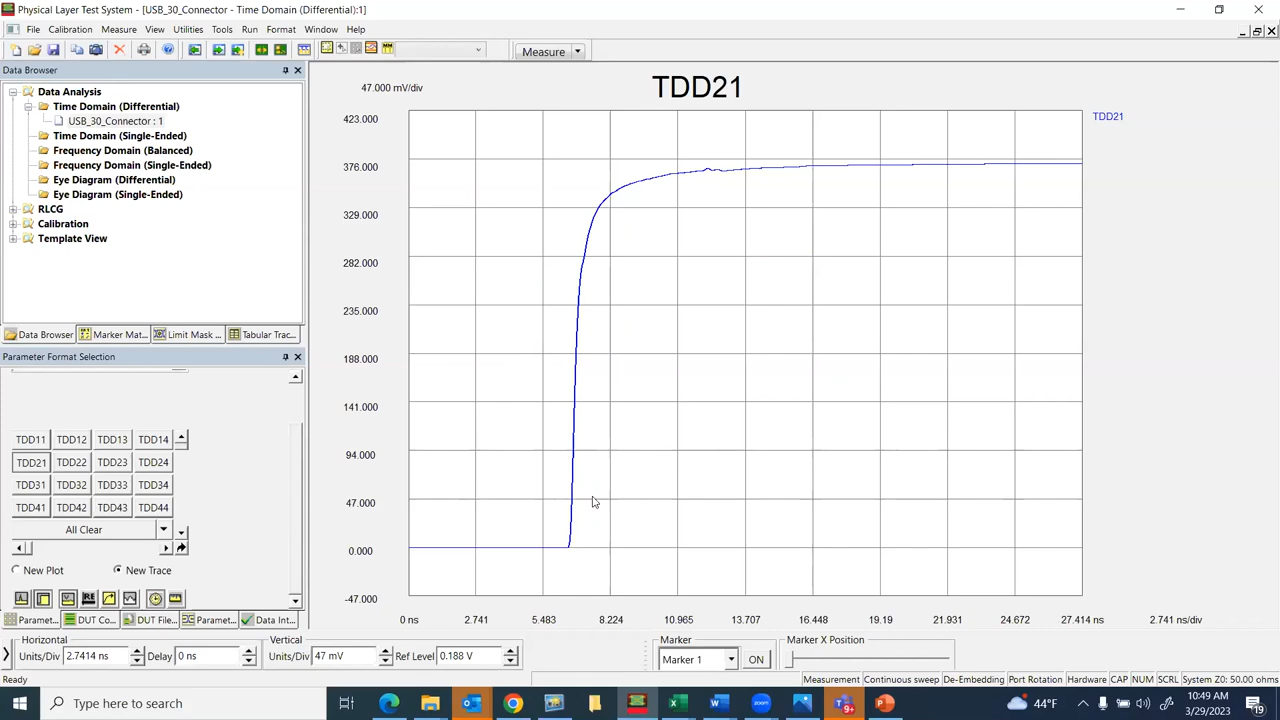 Physical Layer Test System - [USB_30_Connector - Time Domain (Differential):1]
File Calibration Measure View Utilities Tools Run Format Window Help
Measure
Data Browser
Data Analysis
Time Domain (Differential)
USB_30_Connector : 1
Time Domain (Single-Ended)
Frequency Domain (Balanced)
Frequency Domain (Single-Ended)
Eye Diagram (Differential)
Eye Diagram (Single-Ended)
RLCG
Calibration
Template View
Data Browser Marker Mat... Limit Mask ... Tabular Trac...
Parameter Format Selection
TDD11 TDD12 TDD13 TDD14
TDD21 TDD22 TDD23 TDD24
TDD31 TDD32 TDD33 TDD34
TDD41 TDD42 TDD43 TDD44
All Clear
New Plot New Trace
Paramet... DUT Co... DUT File... Paramet... Data Int...
47.000 mV/div
TDD21
TDD21
423.000
376.000
329.000
282.000
235.000
188.000
141.000
94.000
47.000
0.000
-47.000
0 ns 2.741 5.483 8.224 10.965 13.707 16.448 19.19 21.931 24.672 27.414 ns 2.741 ns/div
Horizontal
Units/Div 2.7414 ns Delay 0 ns
Vertical
Units/Div 47 mV Ref Level 0.188 V
Marker
Marker 1 ON
Marker X Position
Ready
Measurement Continuous sweep De-Embedding Port Rotation Hardware CAP NUM SCRL System Z0: 50.00 ohms
Type here to search
9+
44°F
10:49 AM
3/29/2023
19